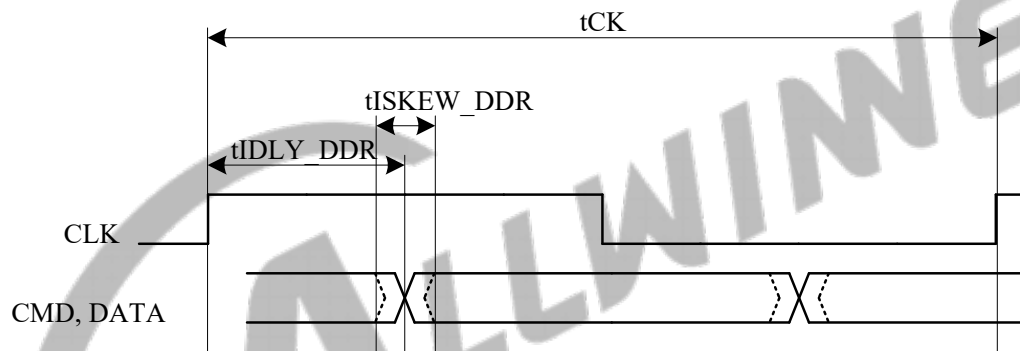 tCK
tISKEW_DDR
tIDLY_DDR
CLK
CMD, DATA
ALLWINNE